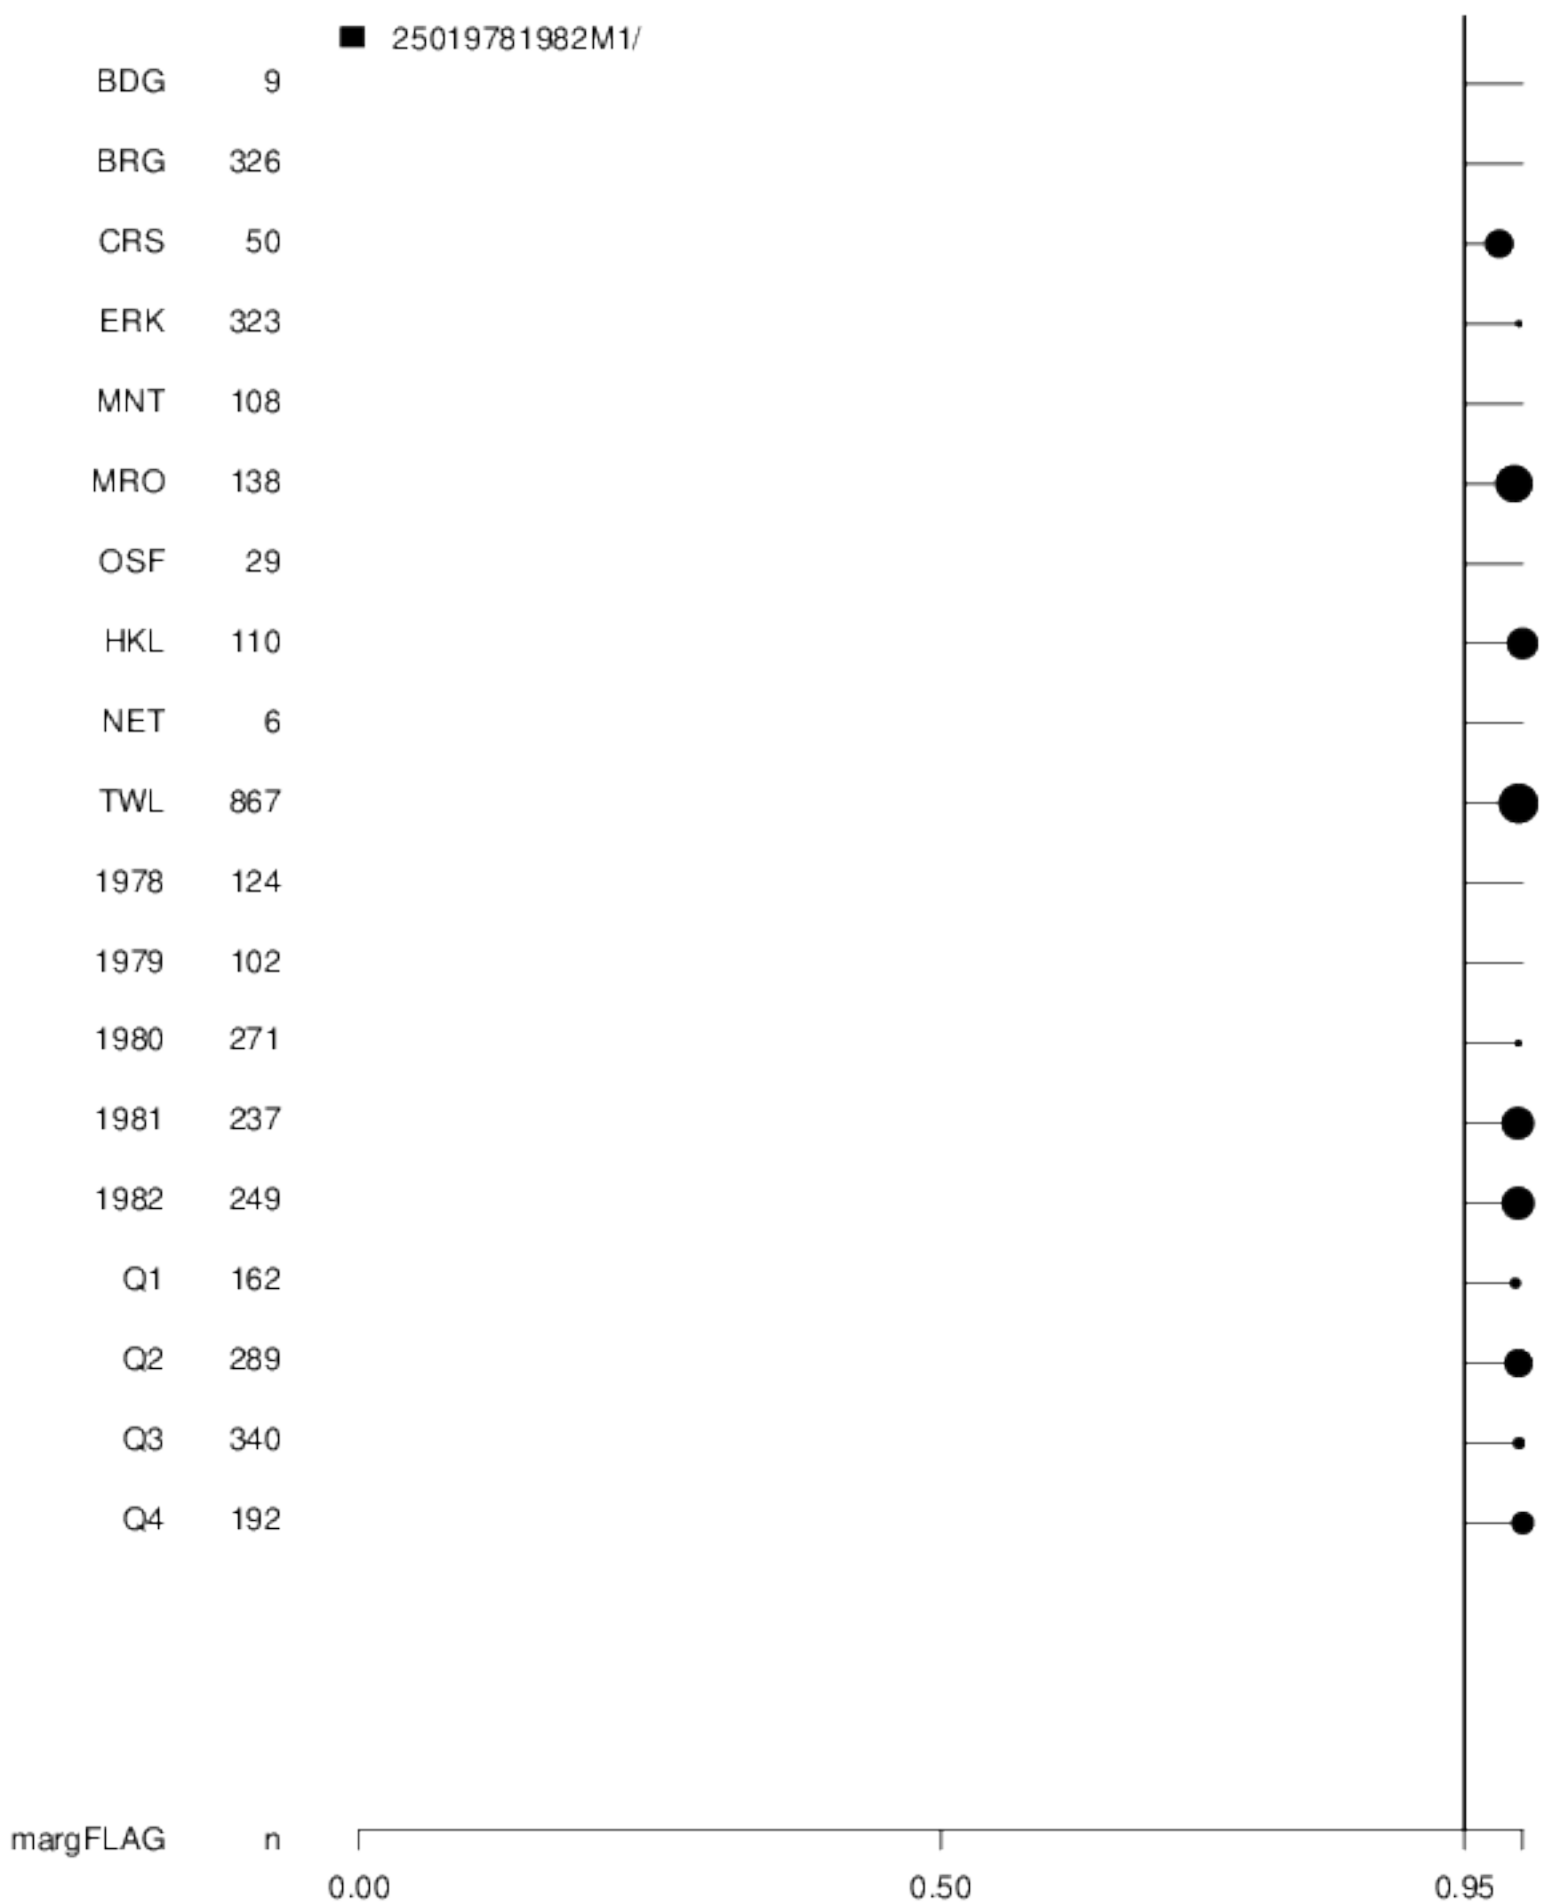 25019781982M1/
BDG 9
BRG 326
CRS 50
ERK 323
MNT 108
MRO 138
OSF 29
HKL 110
NET 6
TWL 867
1978 124
1979 102
1980 271
1981 237
1982 249
Q1 162
Q2 289
Q3 340
Q4 192
margFLAG n
0.00 0.50 0.95